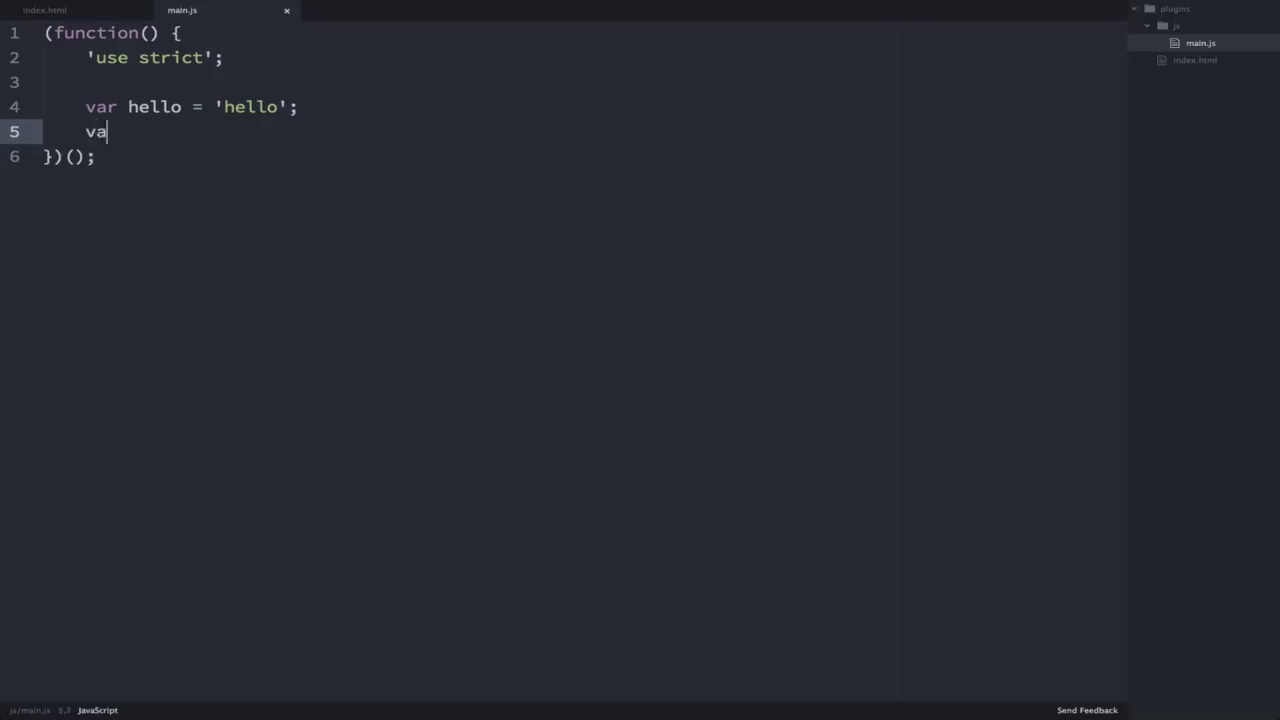 index.html
main.js ×
plugins
js
main.js
index.html
1 (function() {
2 'use strict';
3
4 var hello = 'hello';
5 va
6 })();
js/main.js 5,3 JavaScript Send Feedback